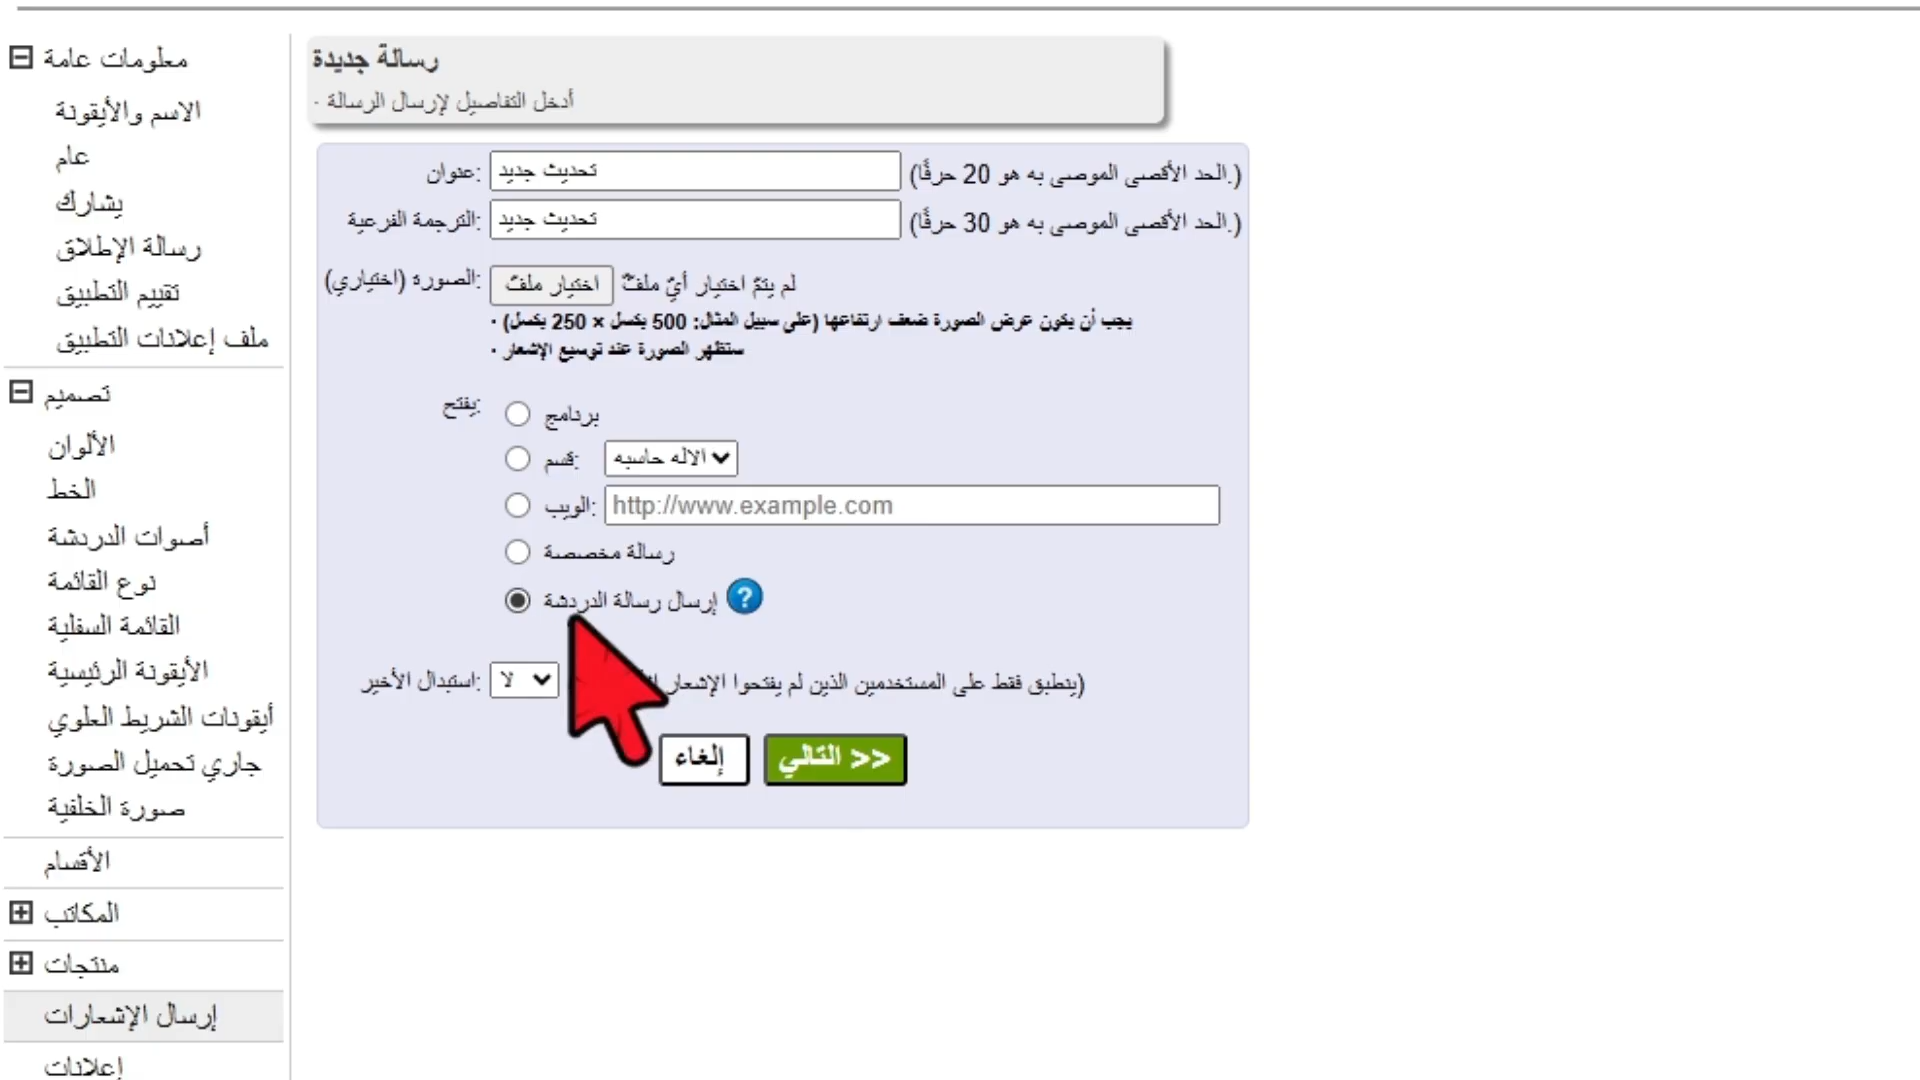 معلومات عامة
الاسم والأيقونة
عام
يشارك
رسالة الإطلاق
تقييم التطبيق
ملف إعلانات التطبيق
تصميم
الألوان
الخط
أصوات الدردشة
نوع القائمة
القائمة السفلية
الأيقونة الرئيسية
أيقونات الشريط العلوي
جاري تحميل الصورة
صورة الخلفية
الأقسام
المكاتب
منتجات
إرسال الإشعارات
إعلانات
رسالة جديدة
أدخل التفاصيل لإرسال الرسالة ·
عنوان: تحديث جديد (الحد الأقصى الموصى به هو 20 حرفًا.)
الترجمة الفرعية: تحديث جديد (الحد الأقصى الموصى به هو 30 حرفًا.)
الصورة (اختياري): اختيار ملفّ لم يتمّ اختيار أيّ ملفّ
يجب أن يكون عرض الصورة ضعف ارتفاعها (على سبيل المثال: 500 بكسل × 250 بكسل) ·
ستظهر الصورة عند توسيع الإشعار ·
يفتح:
برنامج
قسم: الاله حاسبه
الويب: http://www.example.com
رسالة مخصصة
إرسال رسالة الدردشة ?
استبدال الأخير: لا (ينطبق فقط على المستخدمين الذين لم يفتحوا الإشعار
إلغاء
التالي >>